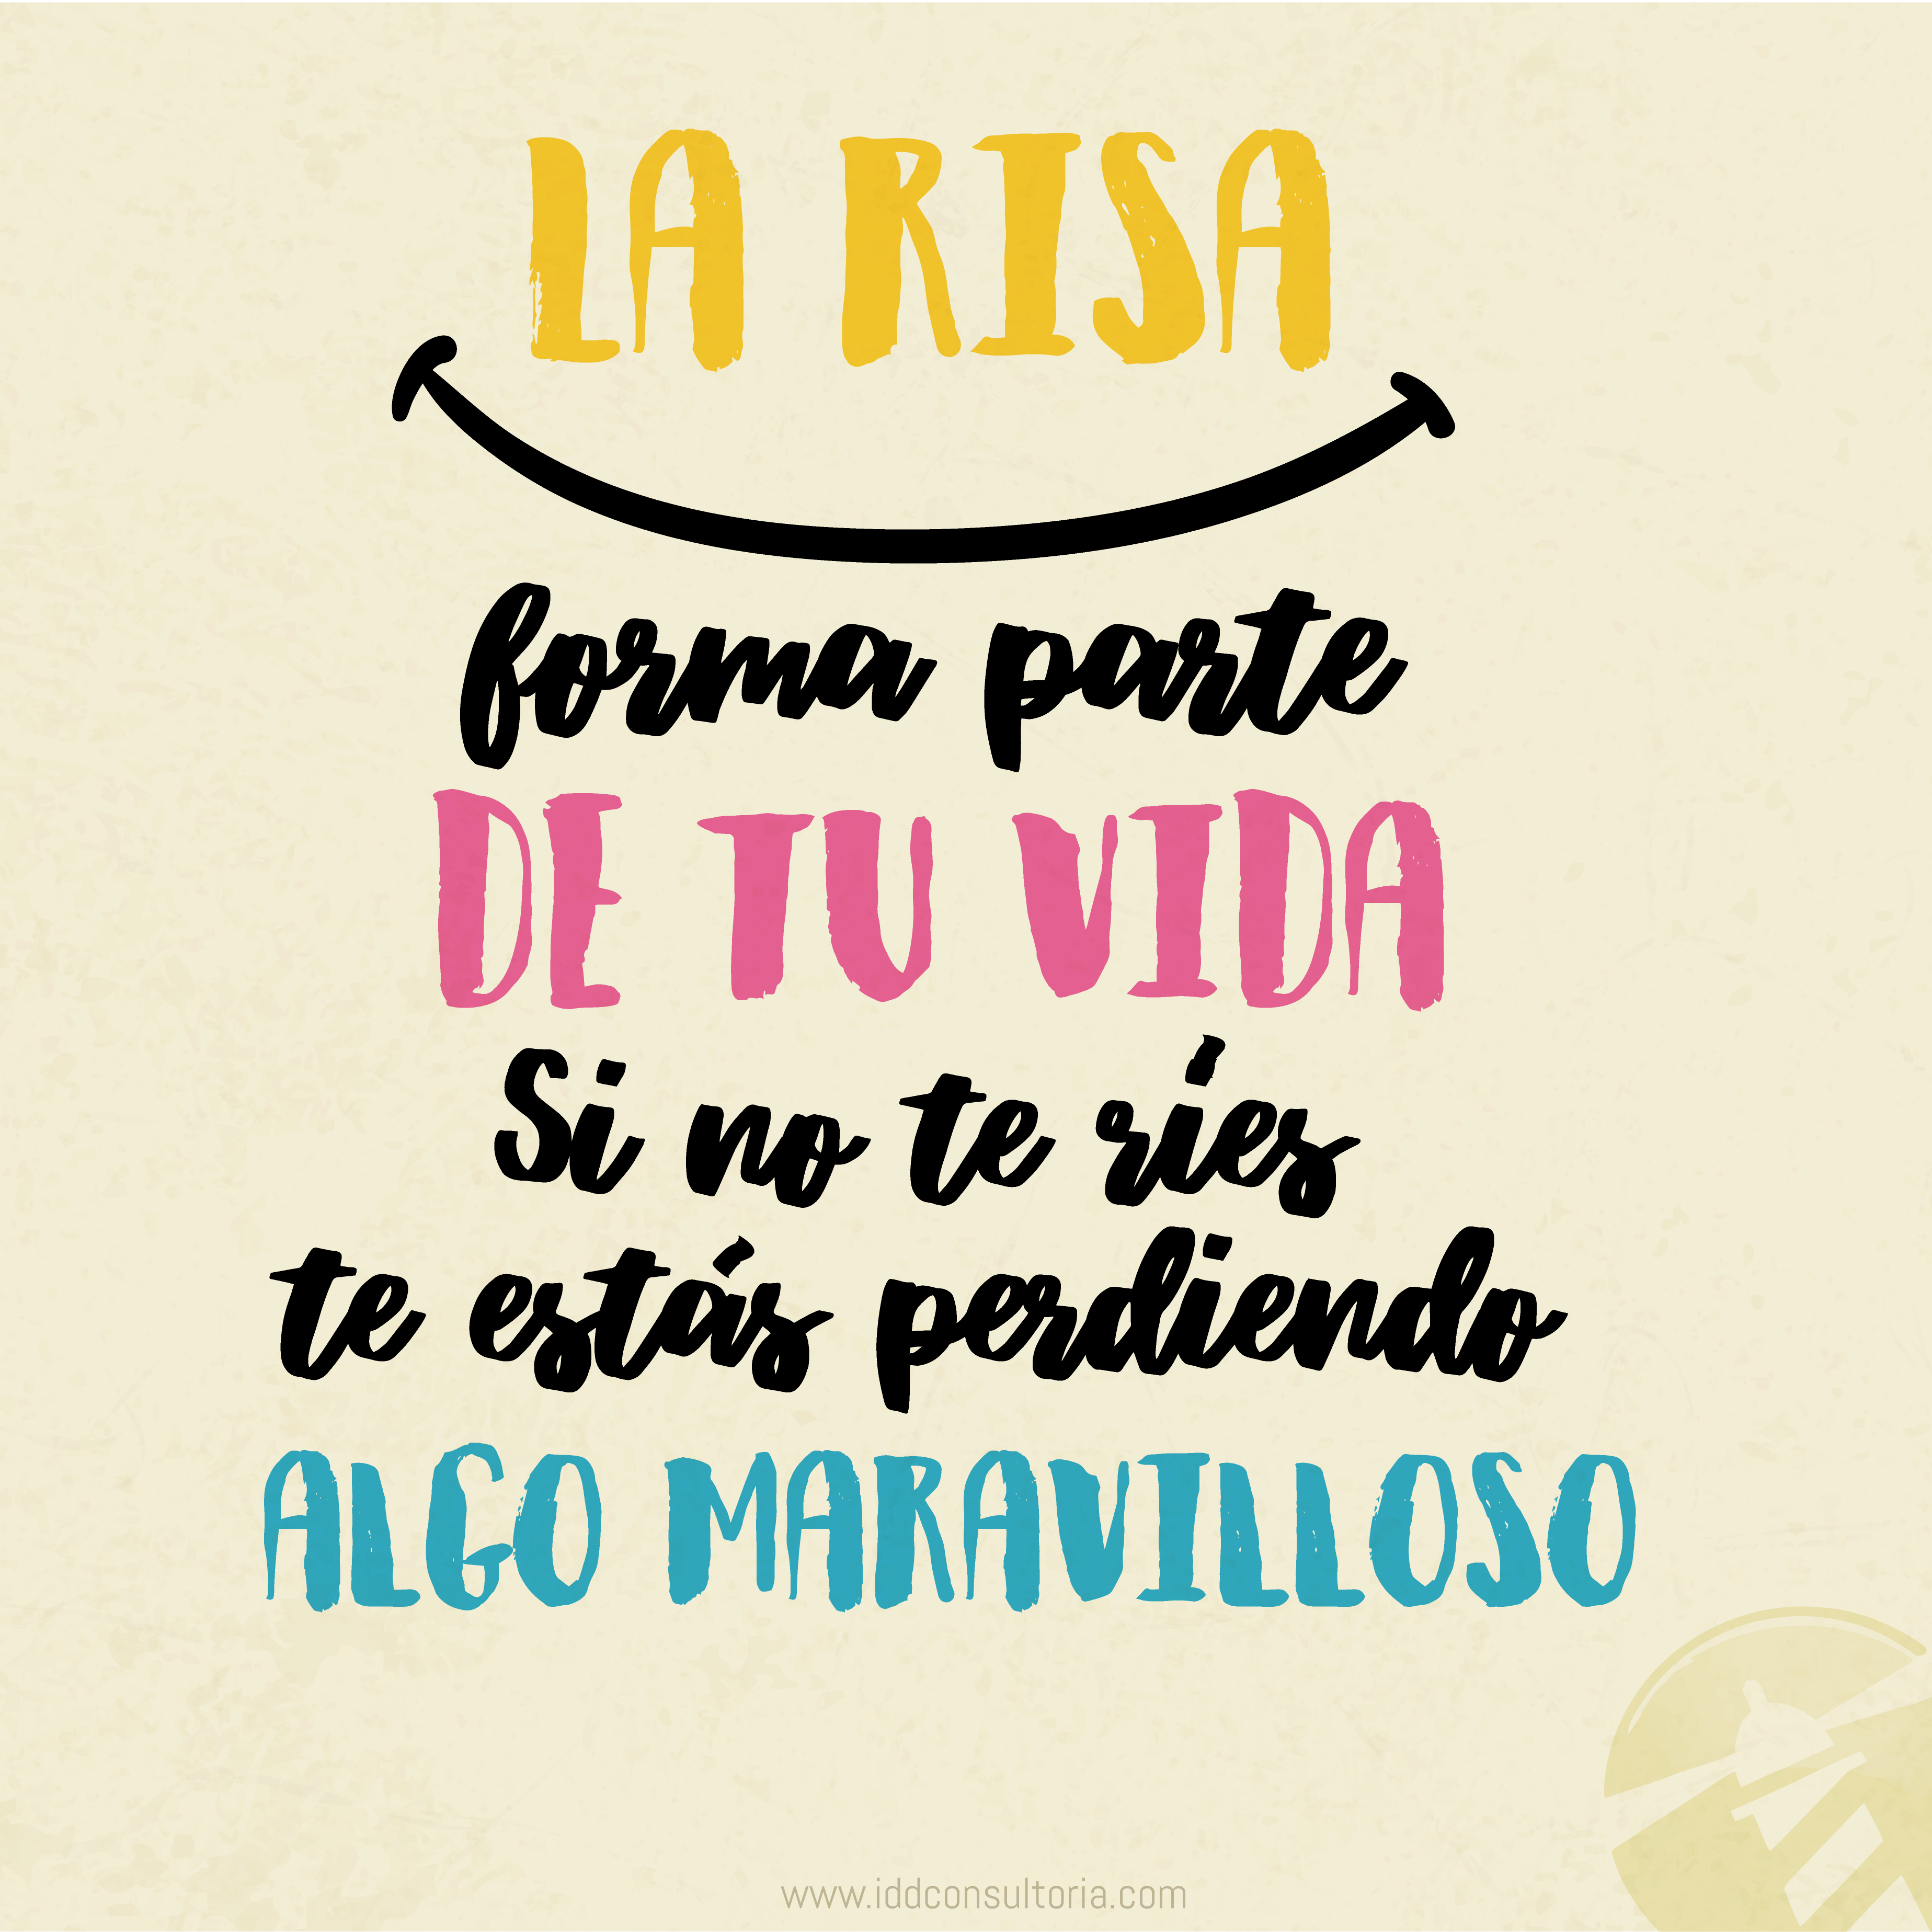 LA RISA
forma parte
DE TU VIDA
Si no te ríes
te estás perdiendo
ALGO MARAVILLOSO
www.iddconsultoria.com